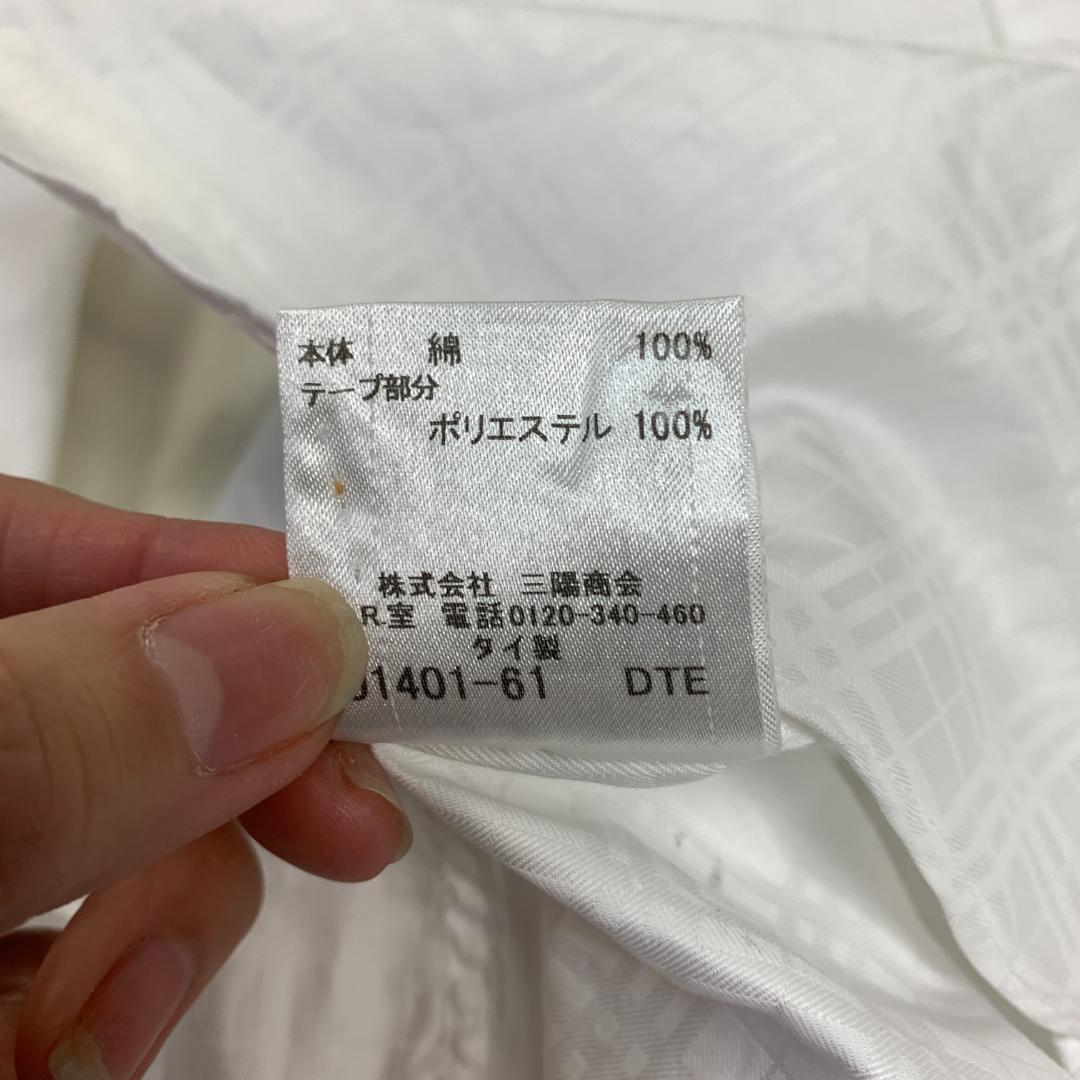 本体 綿 100%
テープ部分
ポリエステル 100%
株式会社 三陽商会
R.室 電話0120-340-460
タイ製
1401-61 DTE